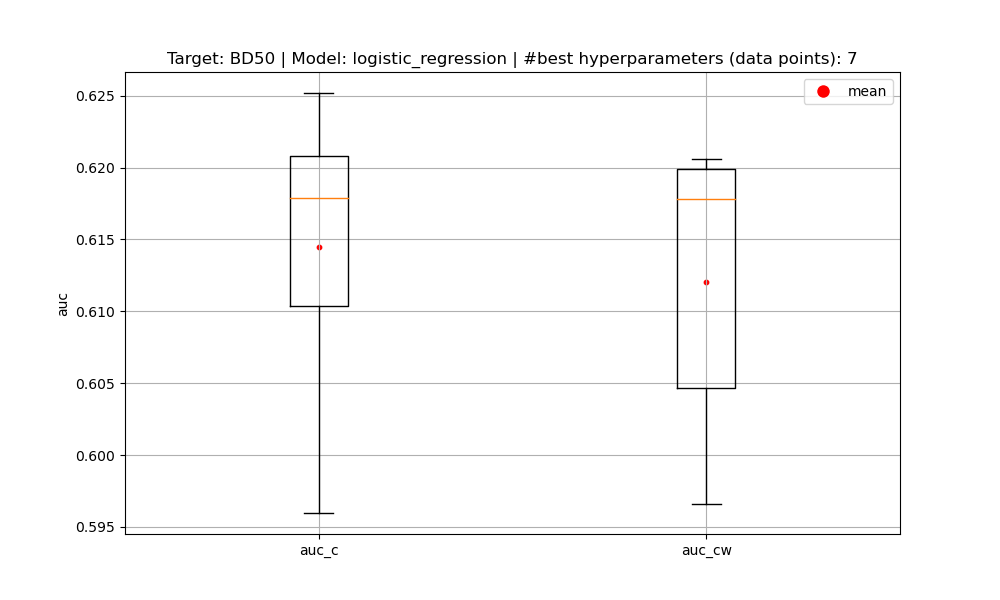 Target: BD50 | Model: logistic_regression | #best hyperparameters (data points): 7
mean
0.625
0.620
0.615
0.610
0.605
0.600
0.595
auc
auc_c
auc_cw